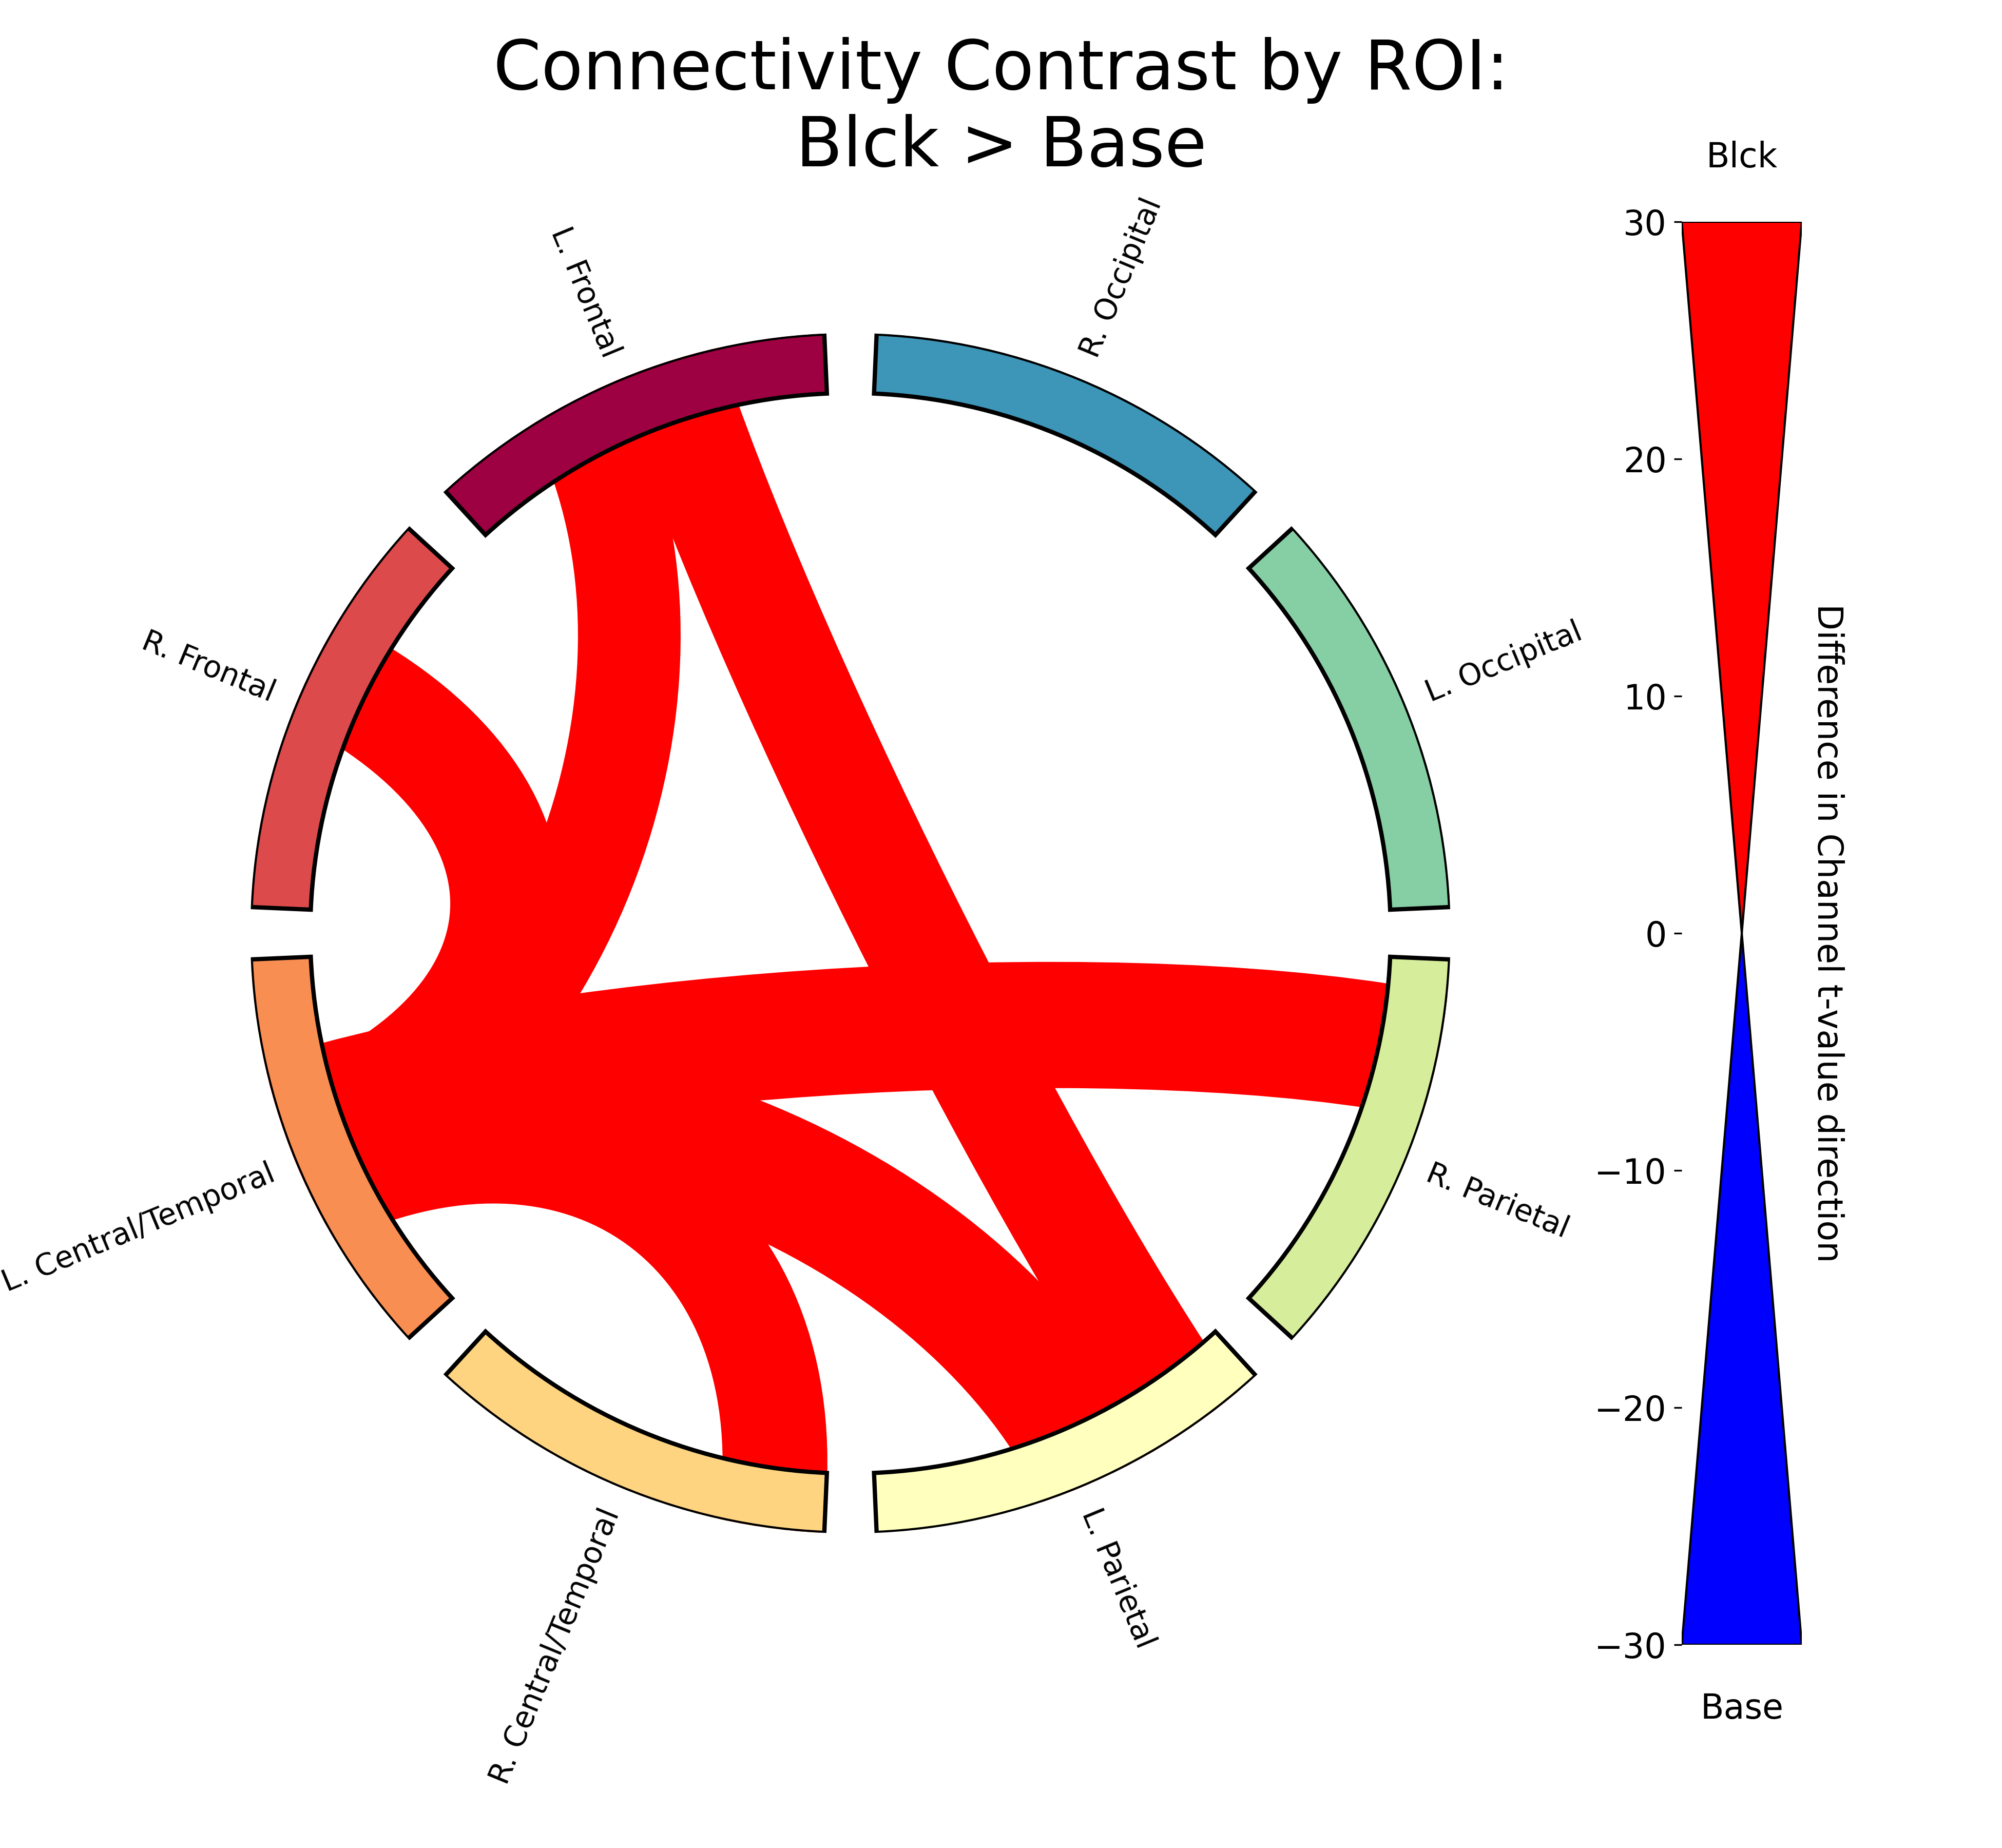 Connectivity Contrast by ROI:
Blck > Base
Blck
R. Occipital
L. Frontal
30
20
L. Occipital
R. Frontal
10
Difference in Channel t-value direction
0
−10
R. Parietal
L. Central/Temporal
−20
L. Parietal
R. Central/Temporal
−30
Base